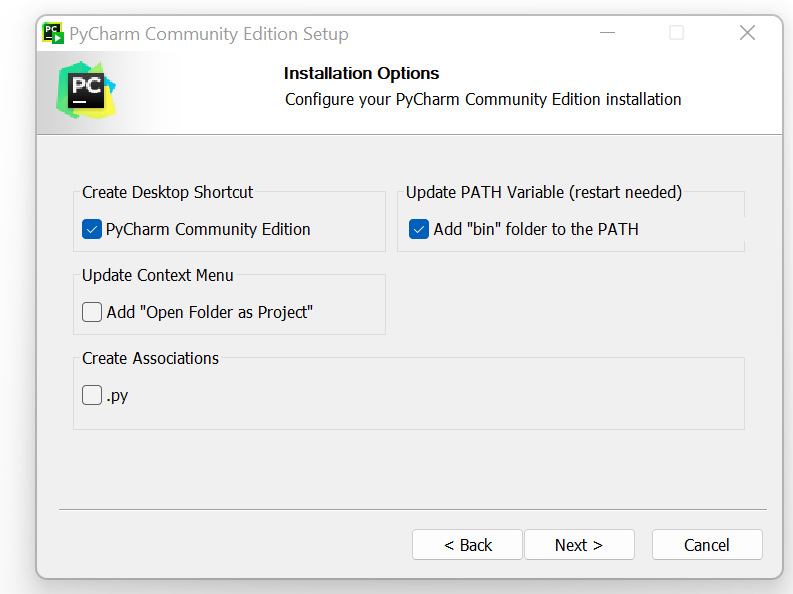 PyCharm Community Edition Setup
PC
Installation Options
Configure your PyCharm Community Edition installation
Create Desktop Shortcut
PyCharm Community Edition
Update PATH Variable (restart needed)
Add "bin" folder to the PATH
Update Context Menu
Add "Open Folder as Project"
Create Associations
.py
< Back
Next >
Cancel